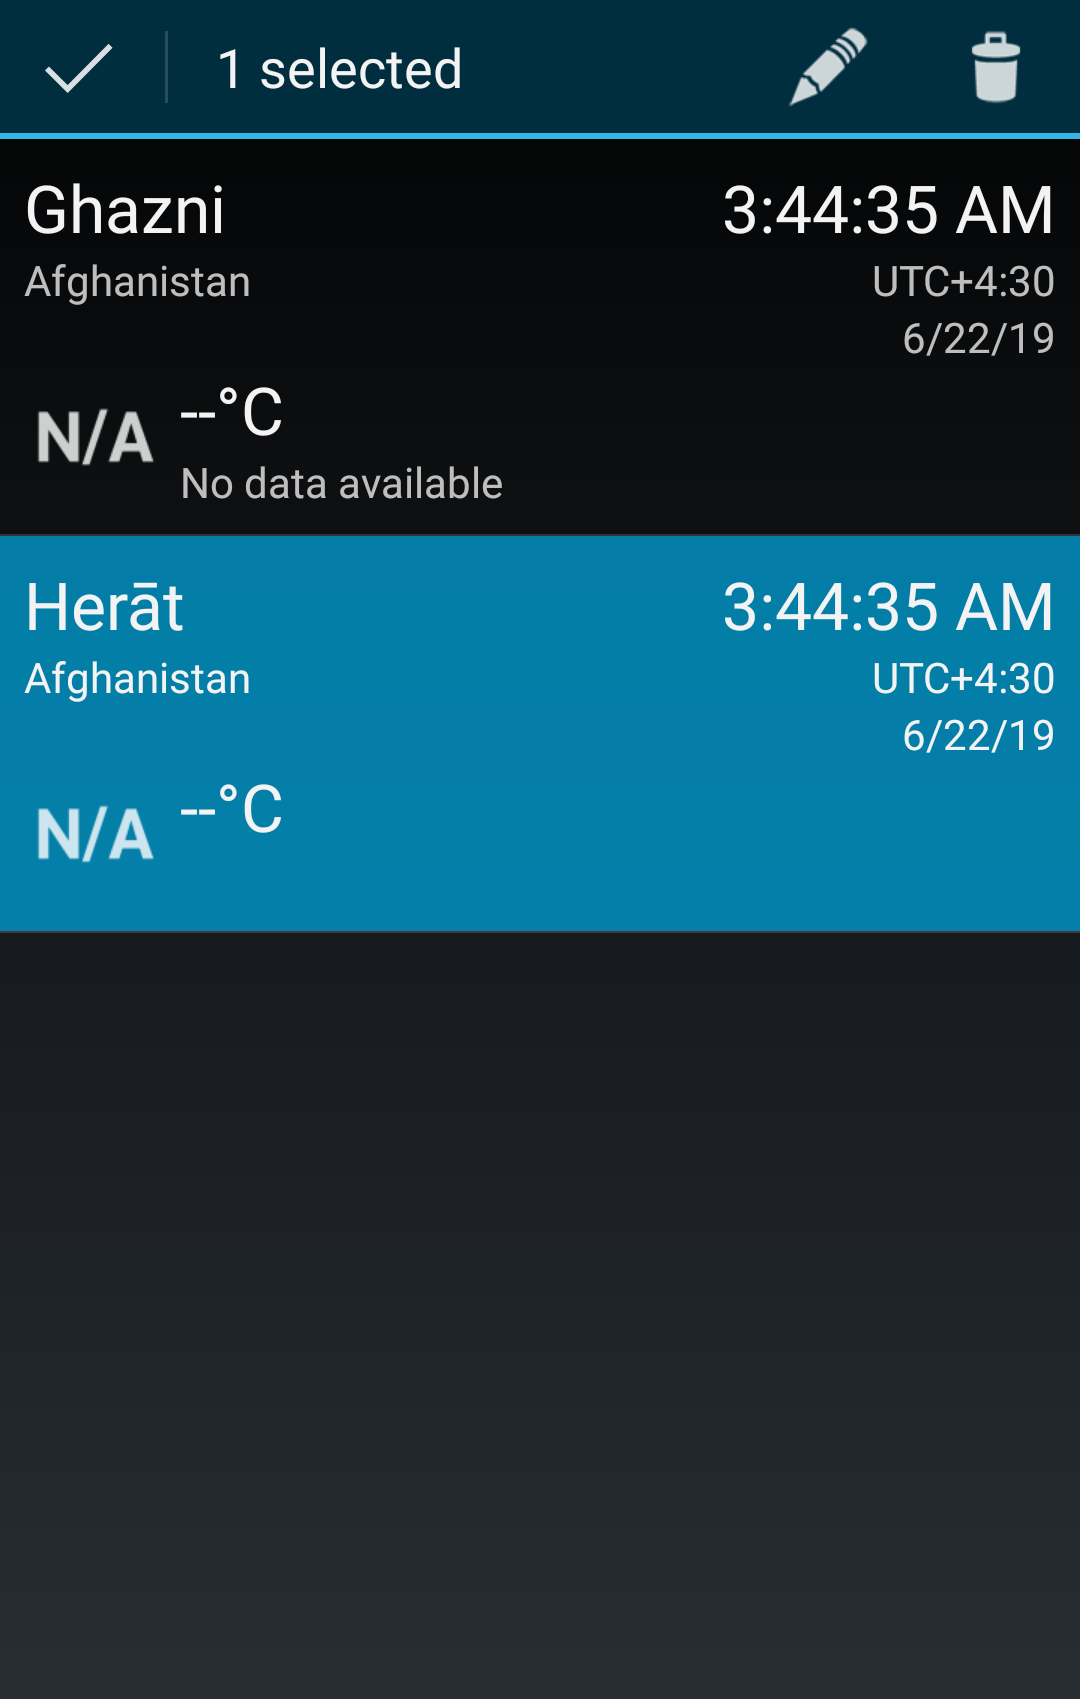 1 selected
Ghazni 3:44:35 AM
Afghanistan UTC+4:30
6/22/19
N/A --°C
No data available
Herāt 3:44:35 AM
Afghanistan UTC+4:30
6/22/19
N/A --°C